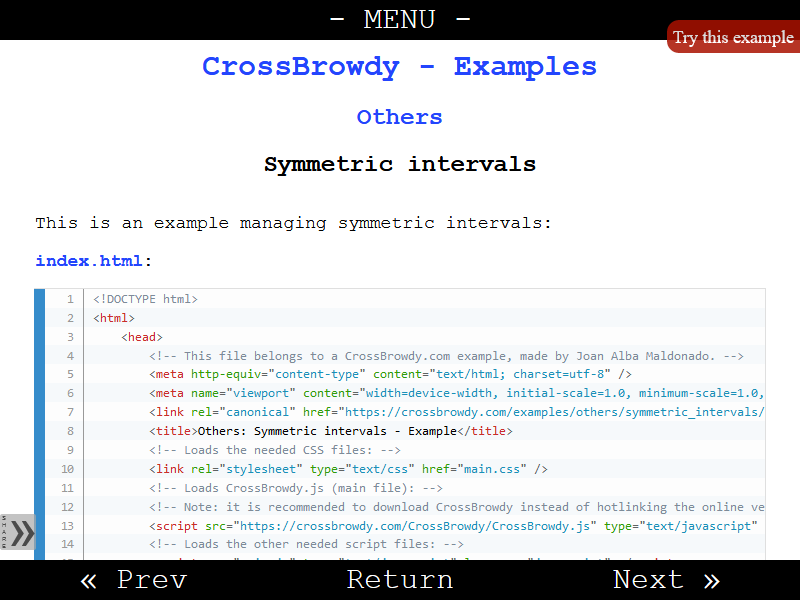 - MENU -
Try this example
CrossBrowdy - Examples
Others
Symmetric intervals
This is an example managing symmetric intervals:
index.html:
1 <!DOCTYPE html>
2 <html>
3 <head>
4 <!-- This file belongs to a CrossBrowdy.com example, made by Joan Alba Maldonado. -->
5 <meta http-equiv="content-type" content="text/html; charset=utf-8" />
6 <meta name="viewport" content="width=device-width, initial-scale=1.0, minimum-scale=1.0,
7 <link rel="canonical" href="https://crossbrowdy.com/examples/others/symmetric_intervals/
8 <title>Others: Symmetric intervals - Example</title>
9 <!-- Loads the needed CSS files: -->
10 <link rel="stylesheet" type="text/css" href="main.css" />
11 <!-- Loads CrossBrowdy.js (main file): -->
12 <!-- Note: it is recommended to download CrossBrowdy instead of hotlinking the online ve
13 <script src="https://crossbrowdy.com/CrossBrowdy/CrossBrowdy.js" type="text/javascript"
14 <!-- Loads the other needed script files: -->
SHARE »
« Prev Return Next »